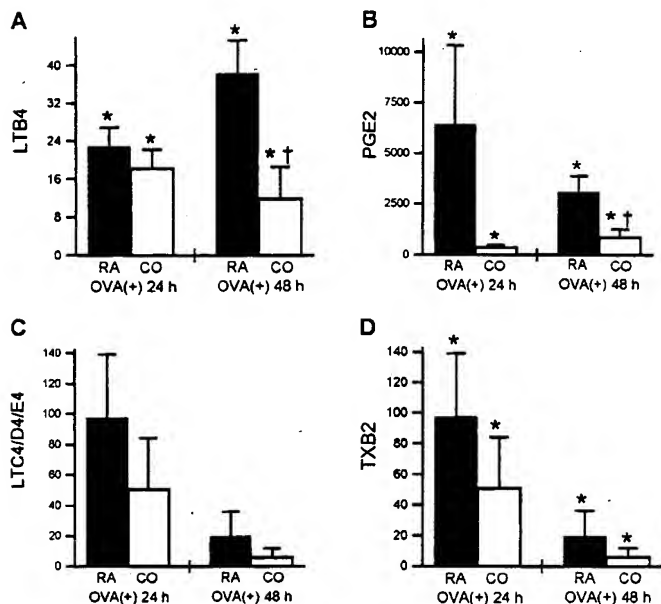 A
LTB4
40
32
24
16
8
0
* * * * †
RA CO RA CO
OVA(+) 24 h OVA(+) 48 h
B
PGE2
10000
7500
5000
2500
0
* * * * †
RA CO RA CO
OVA(+) 24 h OVA(+) 48 h
C
LTC4/D4/E4
140
120
100
80
60
40
20
0
RA CO RA CO
OVA(+) 24 h OVA(+) 48 h
D
TXB2
140
120
100
80
60
40
20
0
* * * *
RA CO RA CO
OVA(+) 24 h OVA(+) 48 h